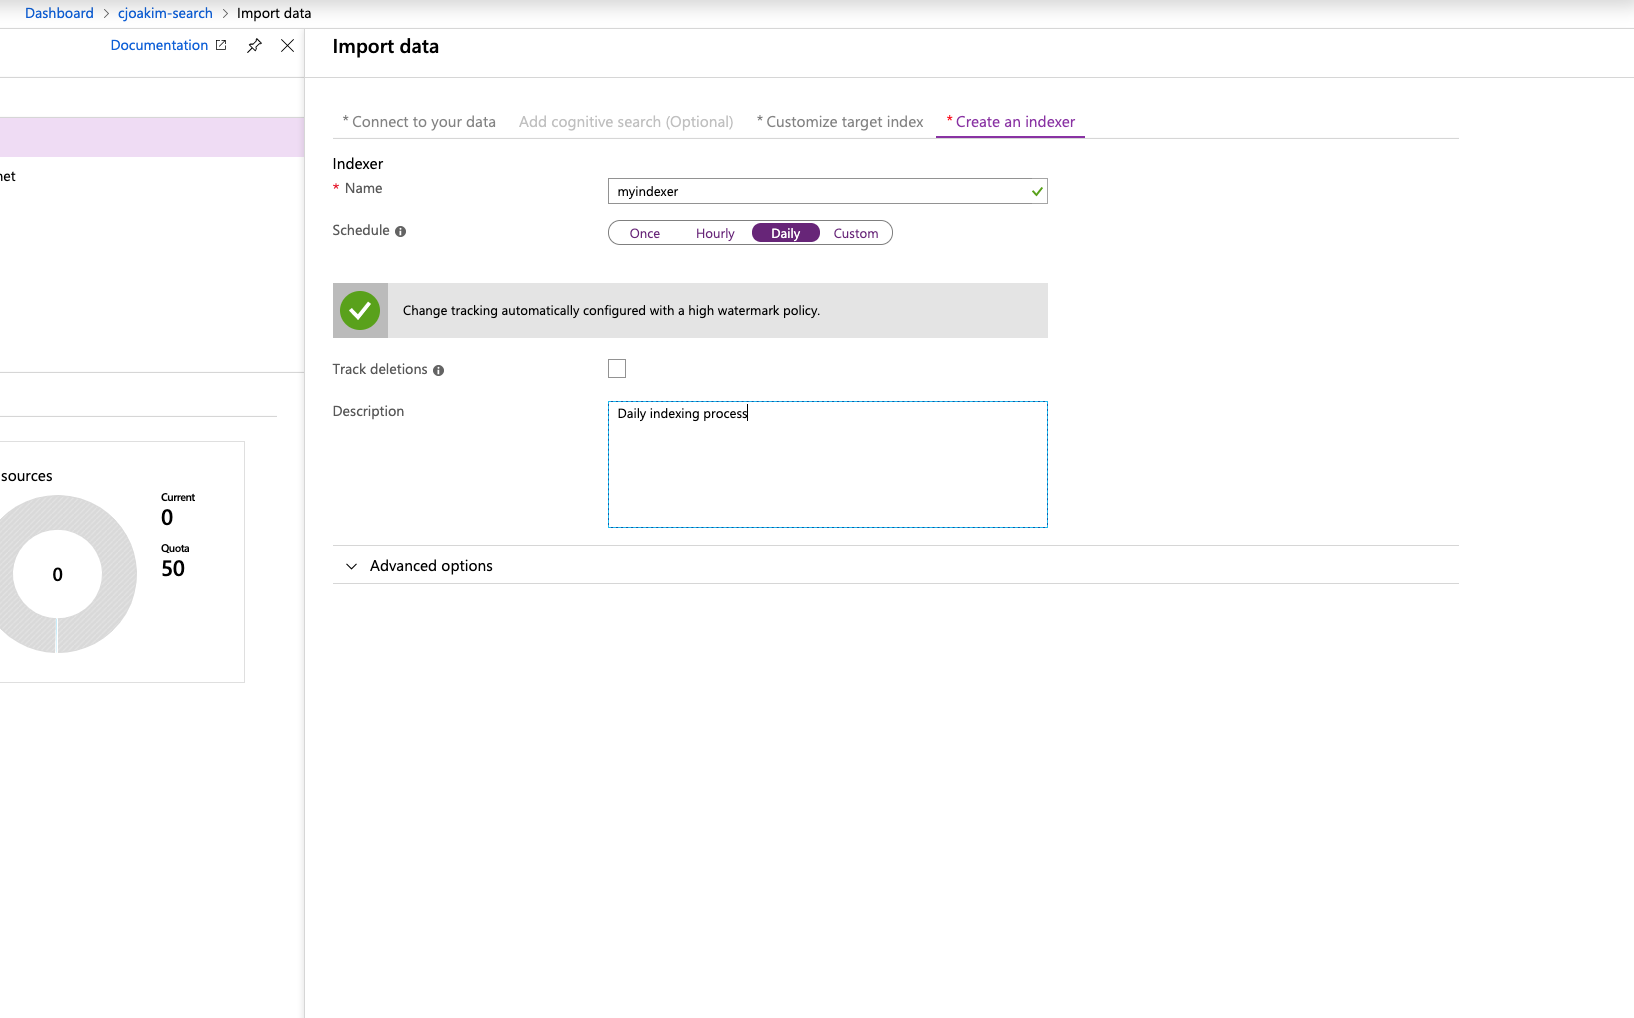 Dashboard > cjoakim-search > Import data
Documentation
Import data
* Connect to your data Add cognitive search (Optional) * Customize target index * Create an indexer
net
Indexer
* Name myindexer
Schedule Once Hourly Daily Custom
Change tracking automatically configured with a high watermark policy.
Track deletions
Description Daily indexing process
Advanced options
sources
Current
0
Quota
50
0